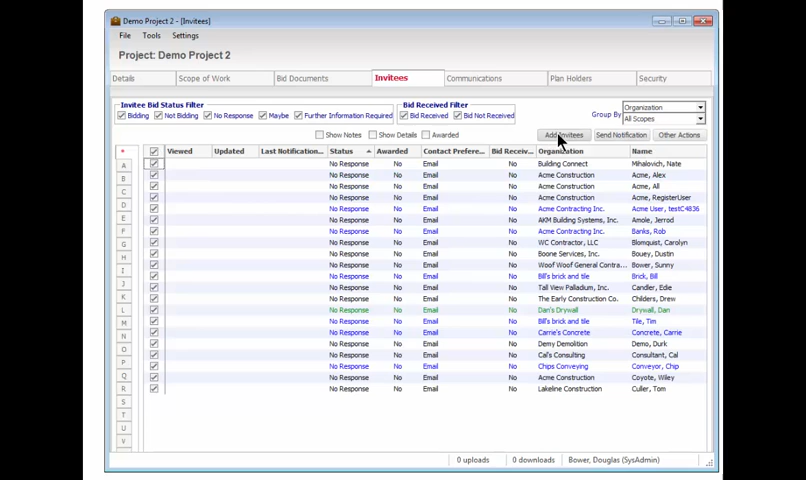 Demo Project 2 - [Invitees]
File Tools Settings
Project: Demo Project 2
Details Scope of Work Bid Documents Invitees Communications Plan Holders Security
Invitee Bid Status Filter Bid Received Filter
Bidding Not Bidding No Response Maybe Further Information Required Bid Received Bid Not Received
Group By Organization
All Scopes
Show Notes Show Details Awarded Add Invitees Send Notification Other Actions
* Viewed Updated Last Notification... Status Awarded Contact Prefere... Bid Receiv... Organization Name
A No Response No Email No Building Connect Mihalovich, Nate
No Response No Email No Acme Construction Acme, Alex
B No Response No Email No Acme Construction Acme, All
C No Response No Email No Acme Construction Acme, RegisterUser
D No Response No Email No Acme Contracting Inc. Acme User, testC4836
E No Response No Email No AKM Building Systems, Inc. Amole, Jerrod
F No Response No Email No Acme Contracting Inc. Banks, Rob
G No Response No Email No WC Contractor, LLC Blomquist, Carolyn
H No Response No Email No Boone Services, Inc. Bouey, Dustin
I No Response No Email No Woof Woof General Contra... Bower, Sunny
J No Response No Email No Bill's brick and tile Brick, Bill
No Response No Email No Tall View Palladium, Inc. Candler, Edie
K No Response No Email No The Early Construction Co. Childers, Drew
L No Response No Email No Dan's Drywall Drywall, Dan
M No Response No Email No Bill's brick and tile Tile, Tim
N No Response No Email No Carrie's Concrete Concrete, Carrie
O No Response No Email No Demy Demolition Demo, Durk
P No Response No Email No Cal's Consulting Consultant, Cal
No Response No Email No Chips Conveying Conveyor, Chip
Q No Response No Email No Acme Construction Coyote, Wiley
R No Response No Email No Lakeline Construction Culler, Tom
S
T
U
V
0 uploads 0 downloads Bower, Douglas (SysAdmin)